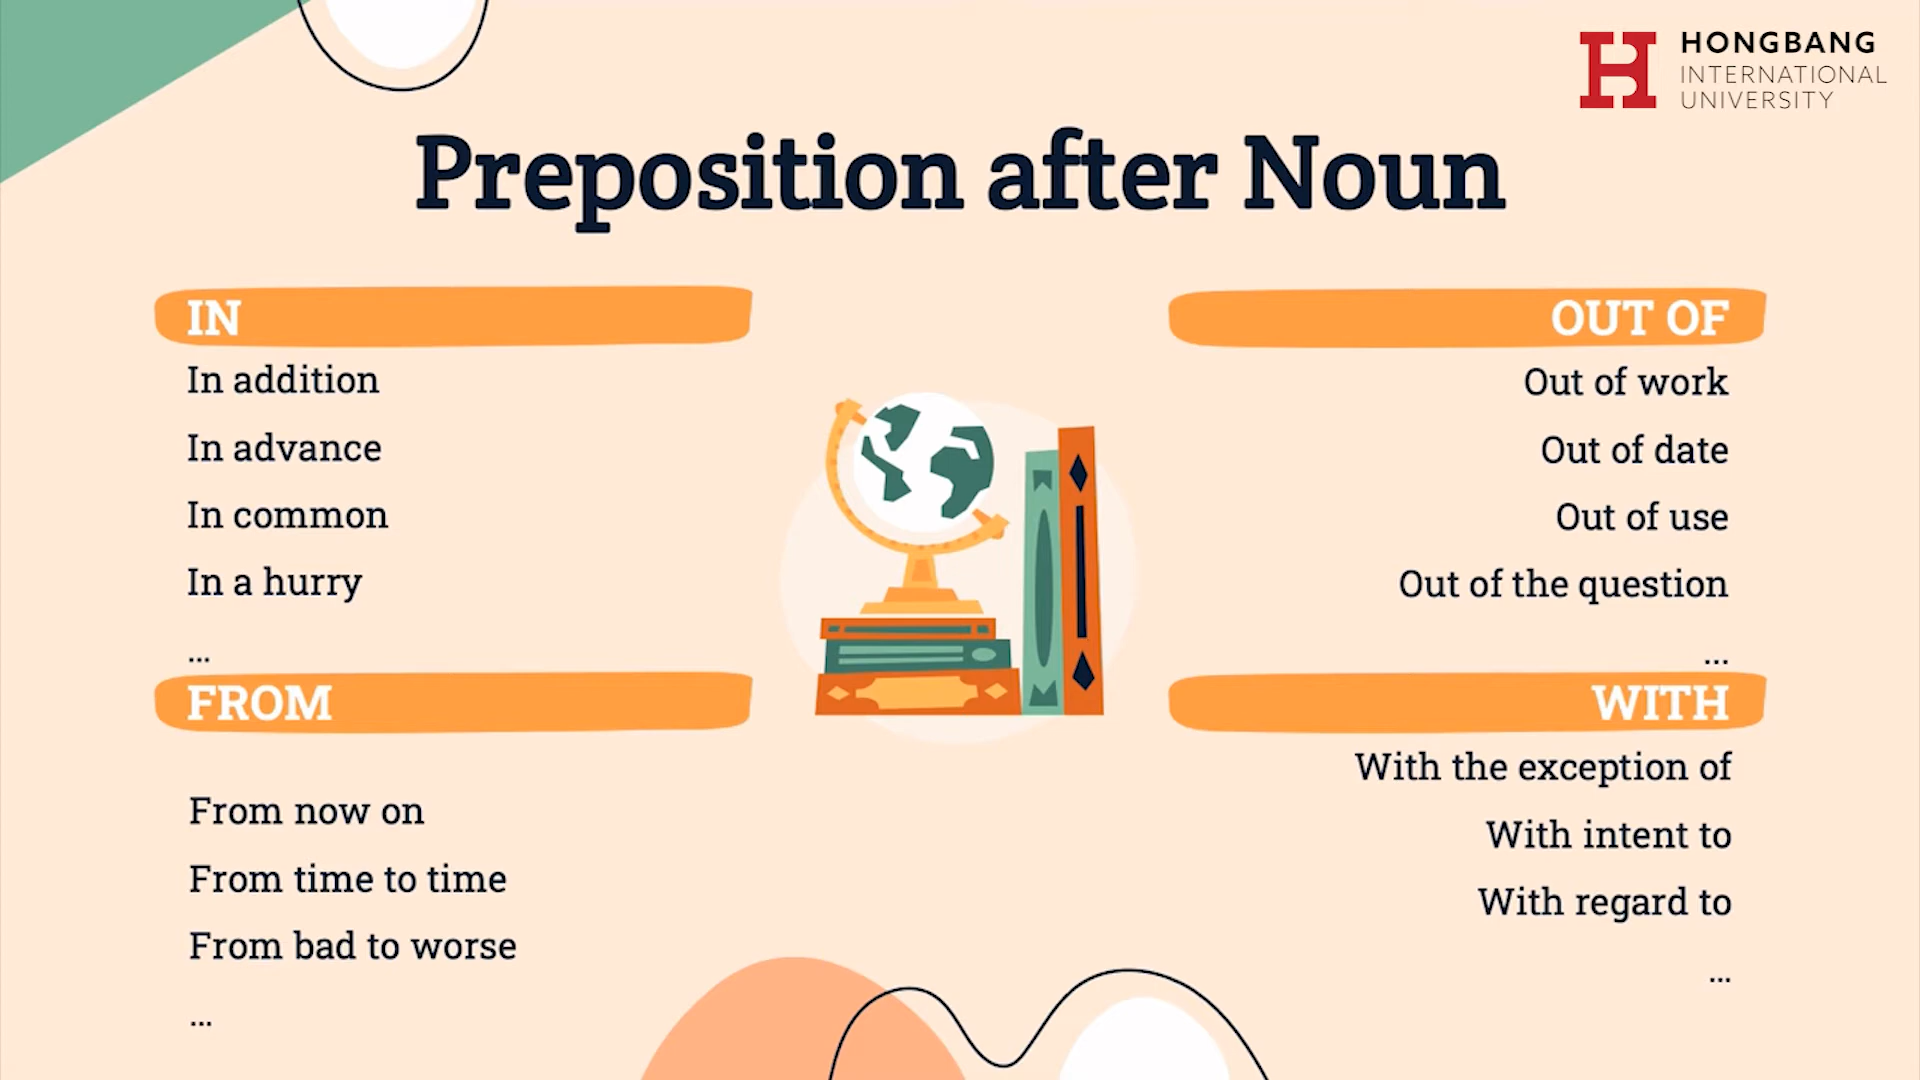 HONGBANG
INTERNATIONAL
UNIVERSITY
Preposition after Noun
IN
In addition
In advance
In common
In a hurry
...
OUT OF
Out of work
Out of date
Out of use
Out of the question
...
FROM
From now on
From time to time
From bad to worse
...
WITH
With the exception of
With intent to
With regard to
...